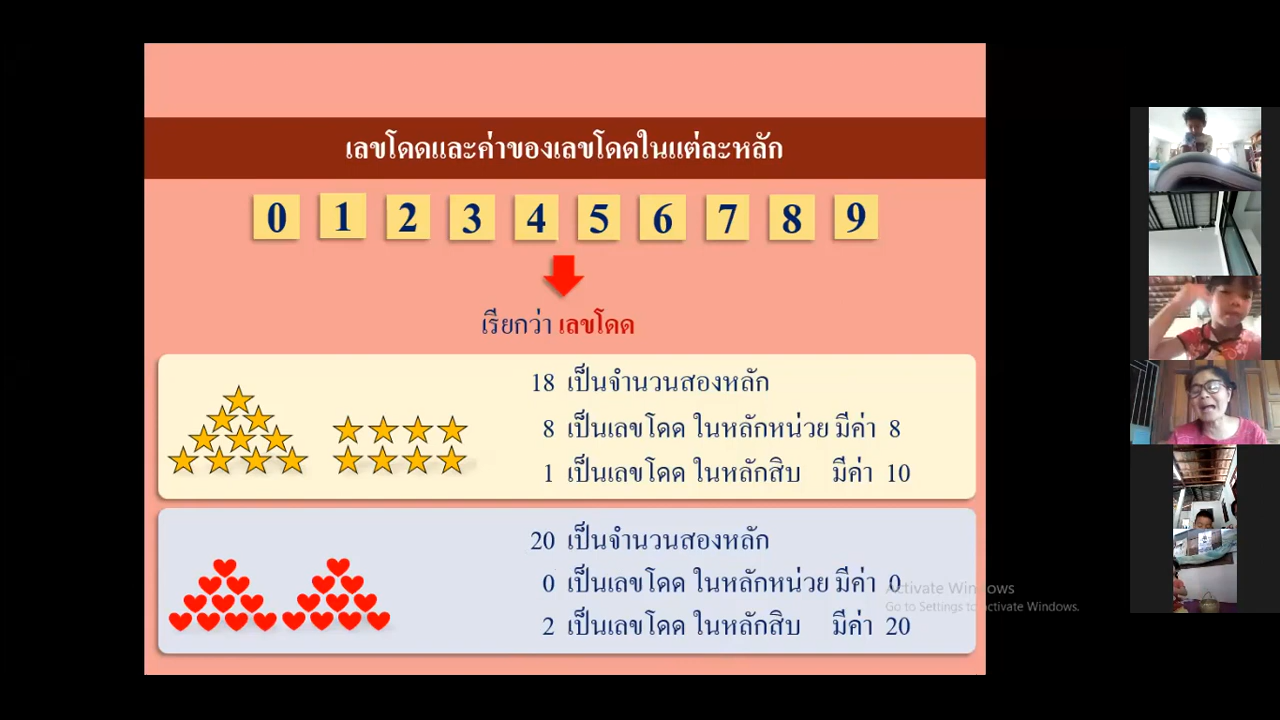 เลขโดดและค่าของเลขโดดในแต่ละหลัก
0 1 2 3 4 5 6 7 8 9
เรียกว่า เลขโดด
18 เป็นจำนวนสองหลัก
8 เป็นเลขโดด ในหลักหน่วย มีค่า 8
1 เป็นเลขโดด ในหลักสิบ มีค่า 10
20 เป็นจำนวนสองหลัก
0 เป็นเลขโดด ในหลักหน่วย มีค่า 0
2 เป็นเลขโดด ในหลักสิบ มีค่า 20
Activate Windows
Go to Settings to activate Windows.